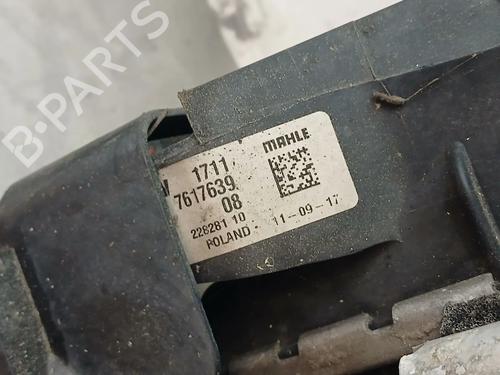 B-PARTS
MAHLE
1711
7617639
08
228281 10
POLAND - 11-09-17